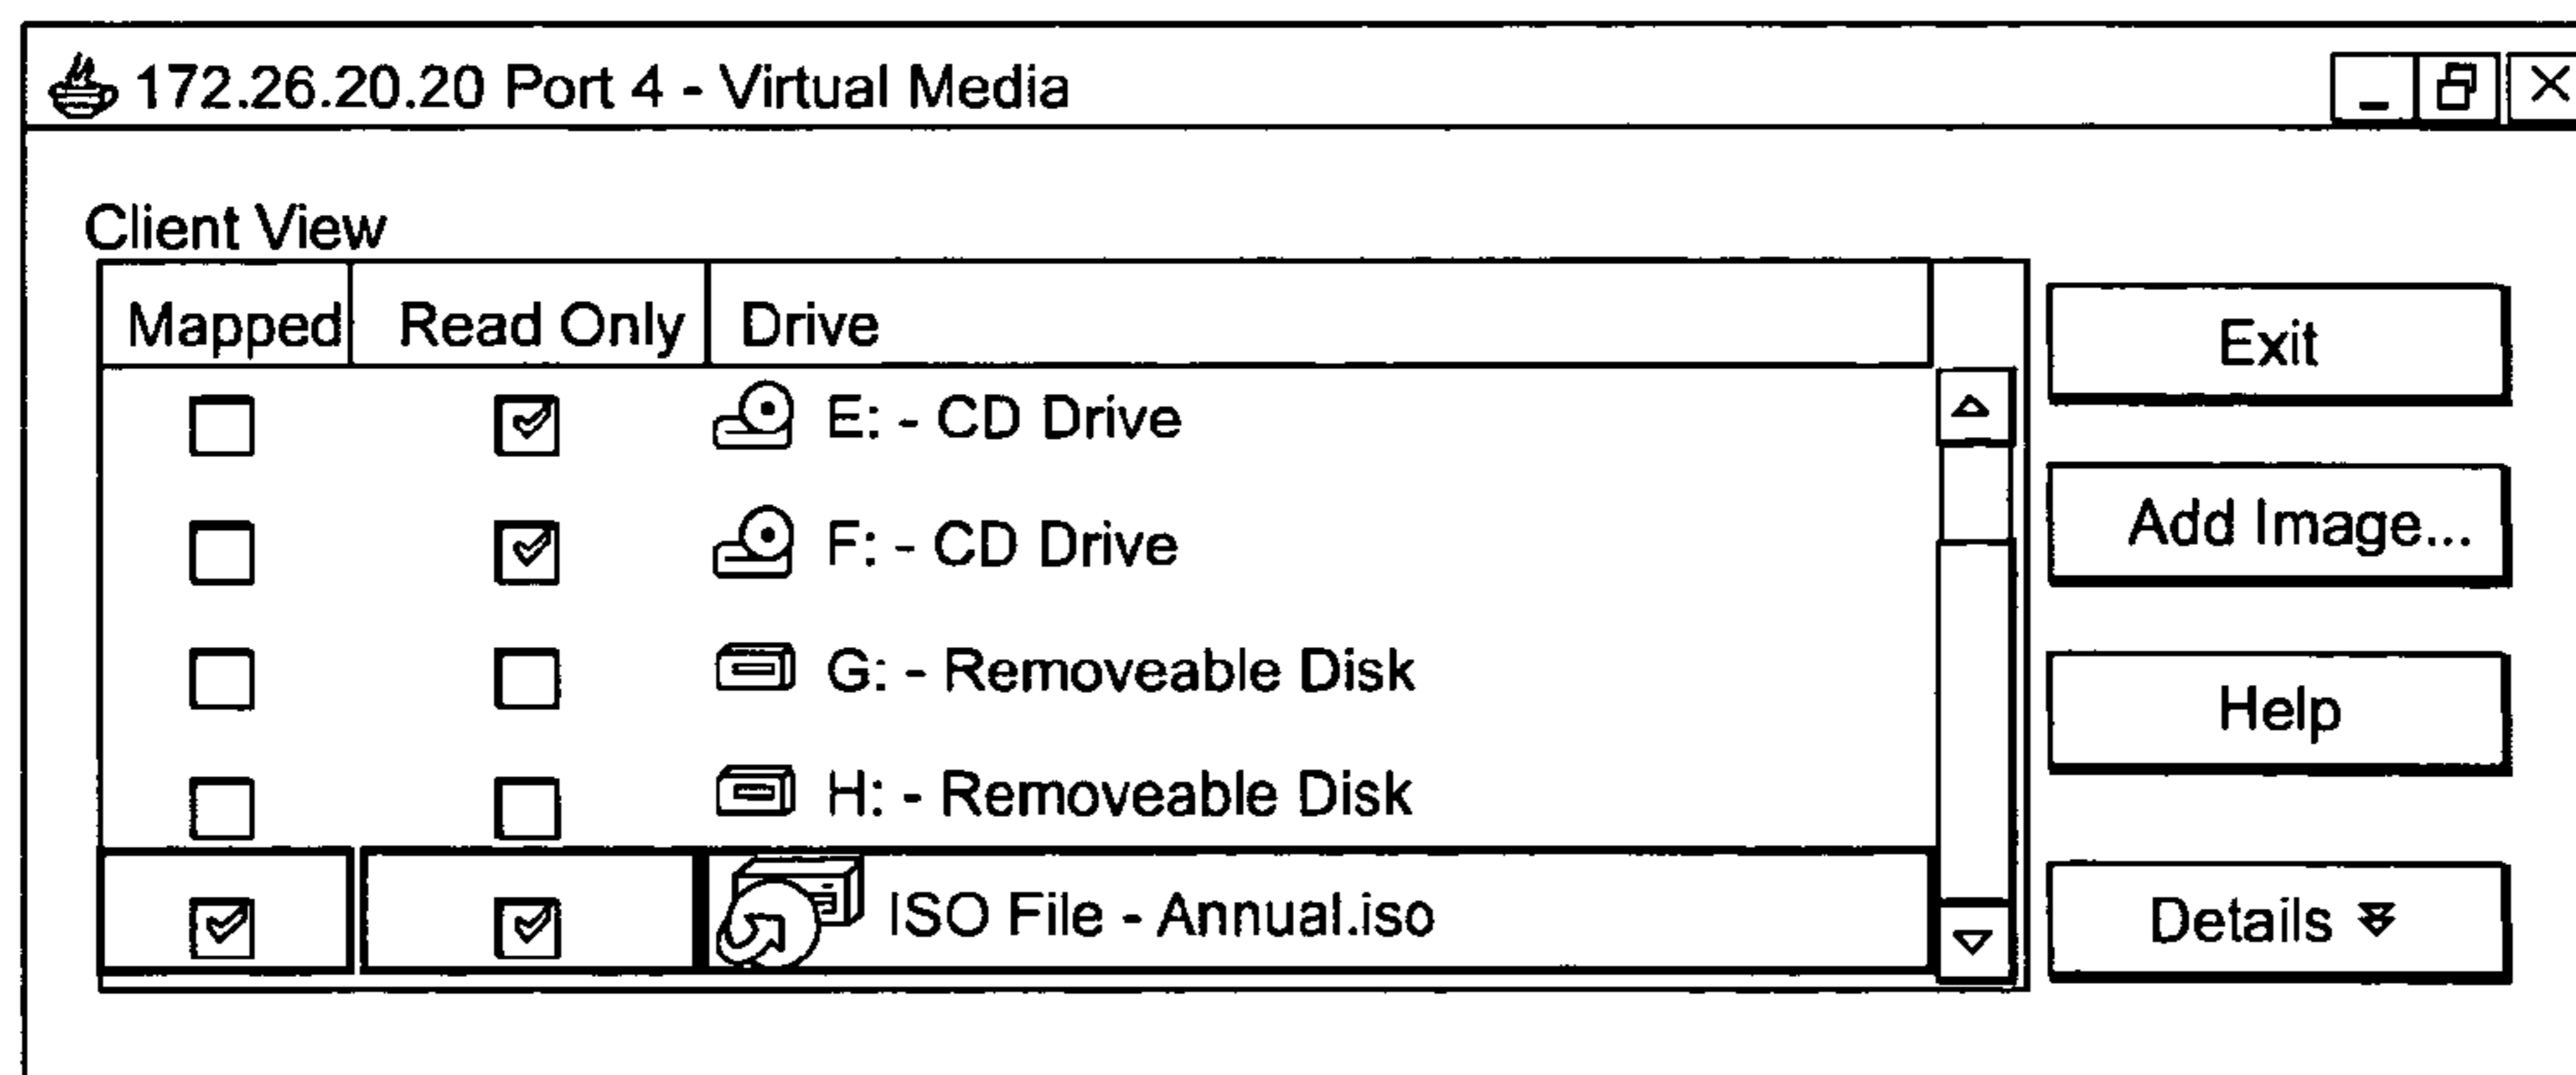 172.26.20.20 Port 4 - Virtual Media
Client View
Mapped Read Only Drive
Exit
E: - CD Drive
Add Image...
F: - CD Drive
G: - Removeable Disk
Help
H: - Removeable Disk
ISO File - Annual.iso
Details